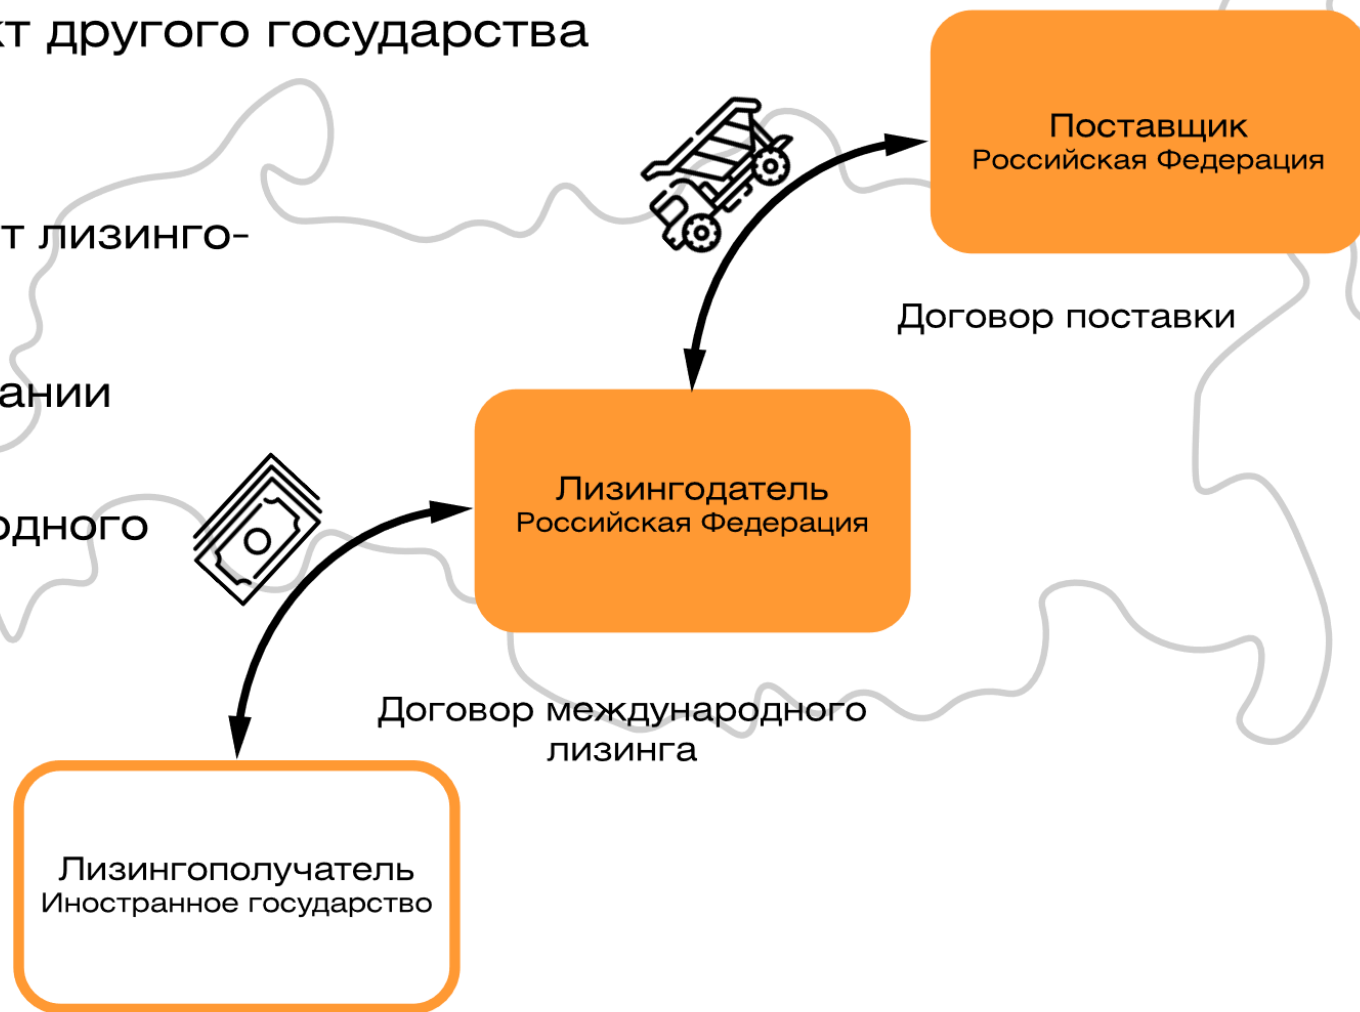 кт другого государства
т лизинго-
ании
одного
Поставщик
Российская Федерация
Договор поставки
Лизингодатель
Российская Федерация
Договор международного
лизинга
Лизингополучатель
Иностранное государство